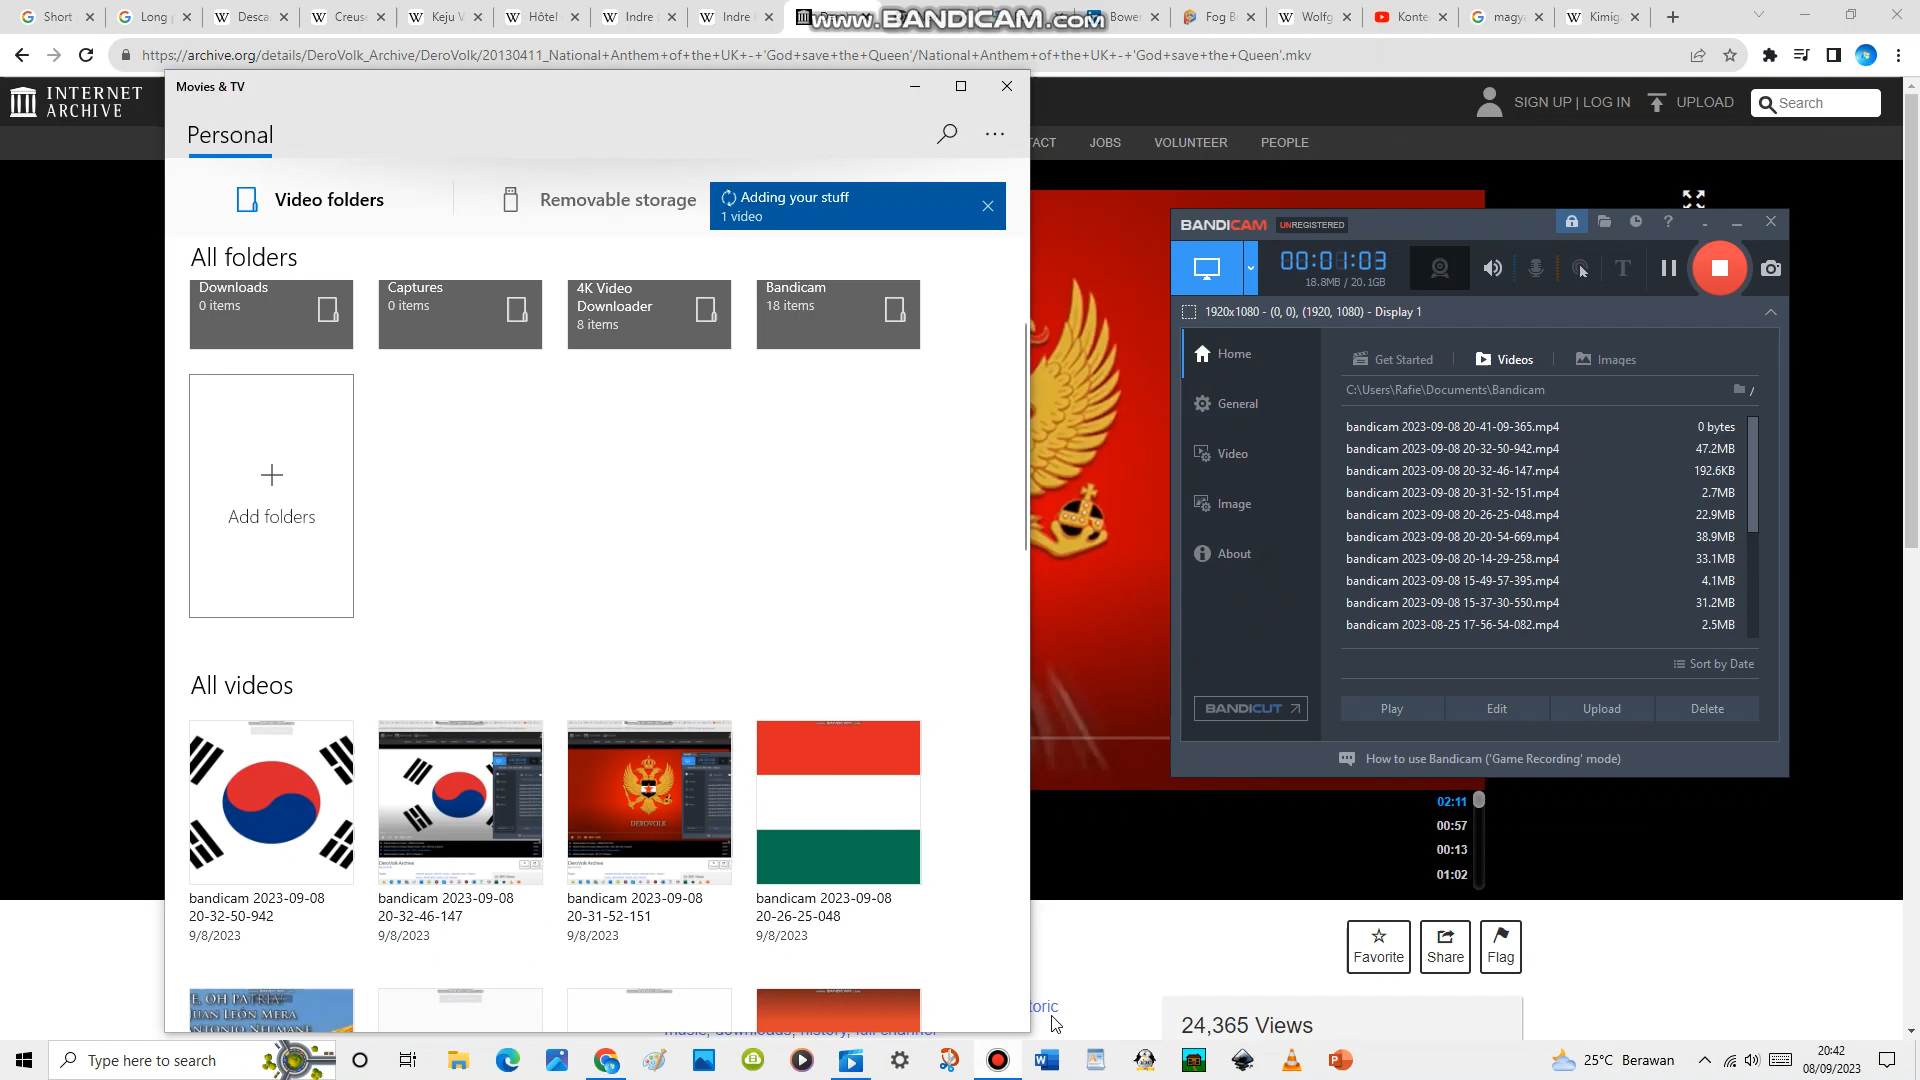 Short
Long
Desca
Creus
Keju V
Hôtel
Indre
Indre
www.BANDICAM.com
Bower
Fog B
Wolfg
Konte
magy
Kimig
https://archive.org/details/DeroVolk_Archive/DeroVolk/20130411_National+Anthem+of+the+UK+-+'God+save+the+Queen'/National+Anthem+of+the+UK+-+'God+save+the+Queen'.mkv
INTERNET
ARCHIVE
SIGN UP | LOG IN
UPLOAD
Search
TACT
JOBS
VOLUNTEER
PEOPLE
Movies & TV
Personal
Video folders
Removable storage
Adding your stuff
1 video
All folders
Downloads
0 items
Captures
0 items
4K Video
Downloader
8 items
Bandicam
18 items
Add folders
All videos
DEROVOLK
bandicam 2023-09-08
20-32-50-942
9/8/2023
bandicam 2023-09-08
20-32-46-147
9/8/2023
bandicam 2023-09-08
20-31-52-151
9/8/2023
bandicam 2023-09-08
20-26-25-048
9/8/2023
E, OH PATRIA
UAN LEÓN MERA
ANTONIO NEUMANE
BANDICAM
UNREGISTERED
00:01:03
18.8MB / 20.1GB
1920x1080 - (0, 0), (1920, 1080) - Display 1
Home
General
Video
Image
About
BANDICUT
Get Started
Videos
Images
C:\Users\Rafie\Documents\Bandicam
bandicam 2023-09-08 20-41-09-365.mp4 0 bytes
bandicam 2023-09-08 20-32-50-942.mp4 47.2MB
bandicam 2023-09-08 20-32-46-147.mp4 192.6KB
bandicam 2023-09-08 20-31-52-151.mp4 2.7MB
bandicam 2023-09-08 20-26-25-048.mp4 22.9MB
bandicam 2023-09-08 20-20-54-669.mp4 38.9MB
bandicam 2023-09-08 20-14-29-258.mp4 33.1MB
bandicam 2023-09-08 15-49-57-395.mp4 4.1MB
bandicam 2023-09-08 15-37-30-550.mp4 31.2MB
bandicam 2023-08-25 17-56-54-082.mp4 2.5MB
Sort by Date
Play
Edit
Upload
Delete
How to use Bandicam ('Game Recording' mode)
02:11
00:57
00:13
01:02
Favorite
Share
Flag
toric
music, downloads, history, full channel
24,365 Views
Type here to search
25°C Berawan
20:42
08/09/2023